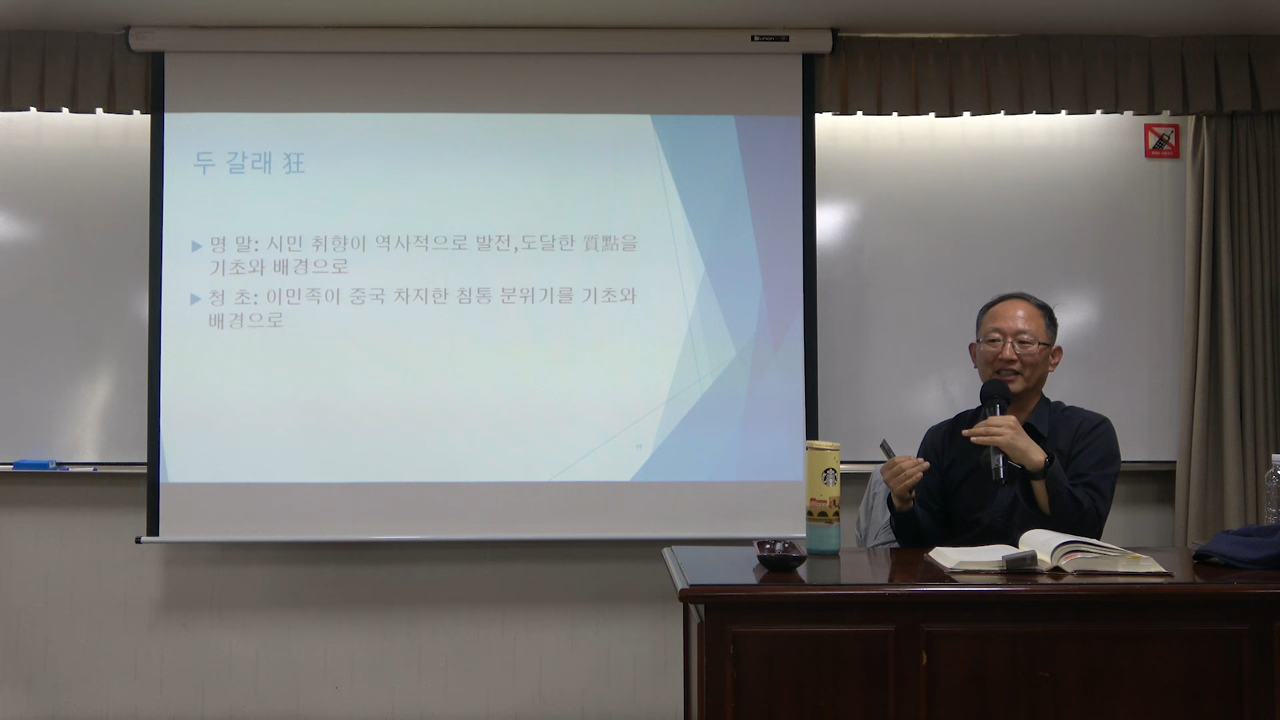 두 갈래 狂
명 말: 시민 취향이 역사적으로 발전,도달한 質點을
기초와 배경으로
청 초: 이민족이 중국 차지한 침통 분위기를 기초와
배경으로